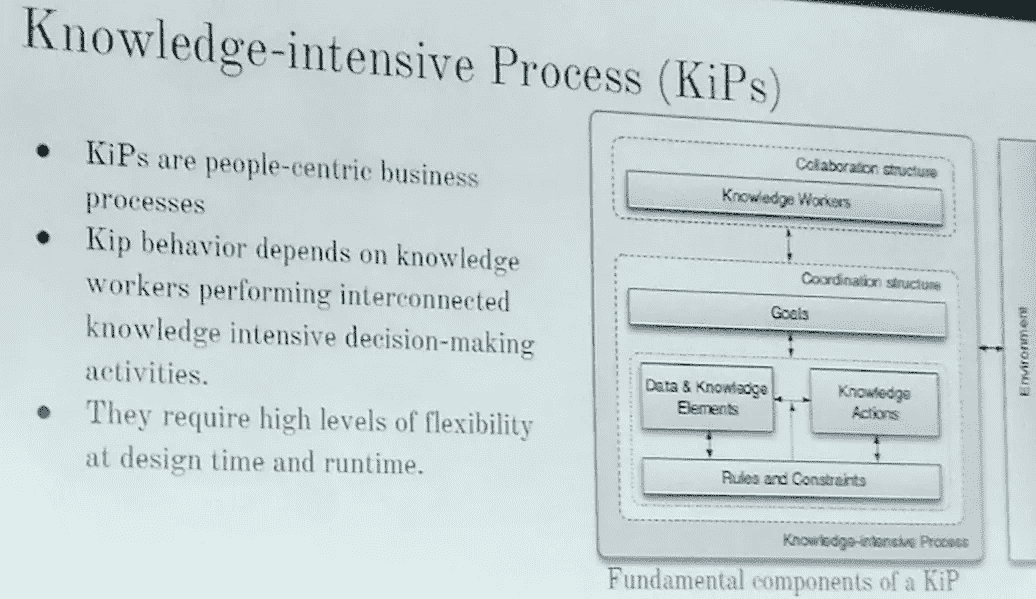 Knowledge-intensive Process (KiPs)
• KiPs are people-centric business
processes
• Kip behavior depends on knowledge
workers performing interconnected
knowledge intensive decision-making
activities.
• They require high levels of flexibility
at design time and runtime.
Collaboration structure
Knowledge Workers
Coordination structure
Goals
Data & Knowledge
Elements
Knowledge
Actions
Rules and Constraints
Knowledge-intensive Process
Environment
Fundamental components of a KiP